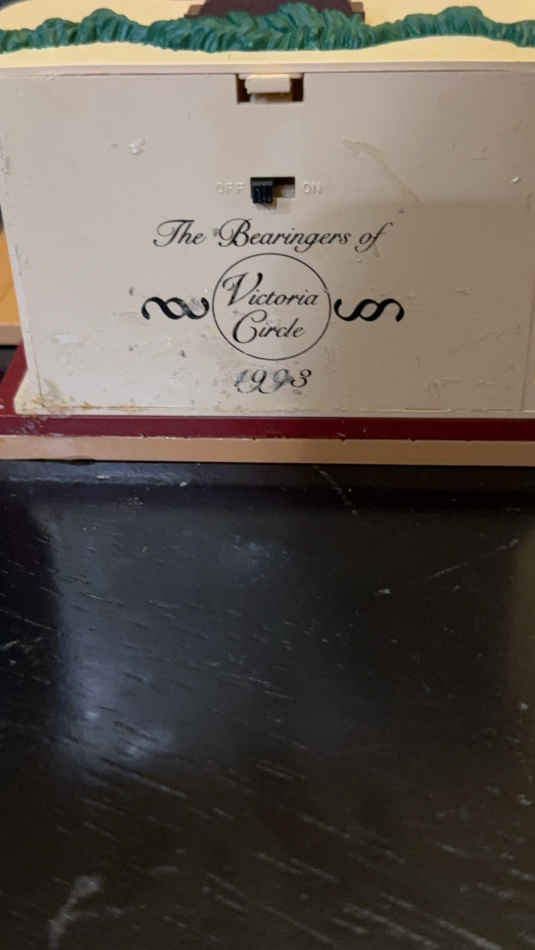 OFF ON
The Bearingers of
Victoria
Circle
1993